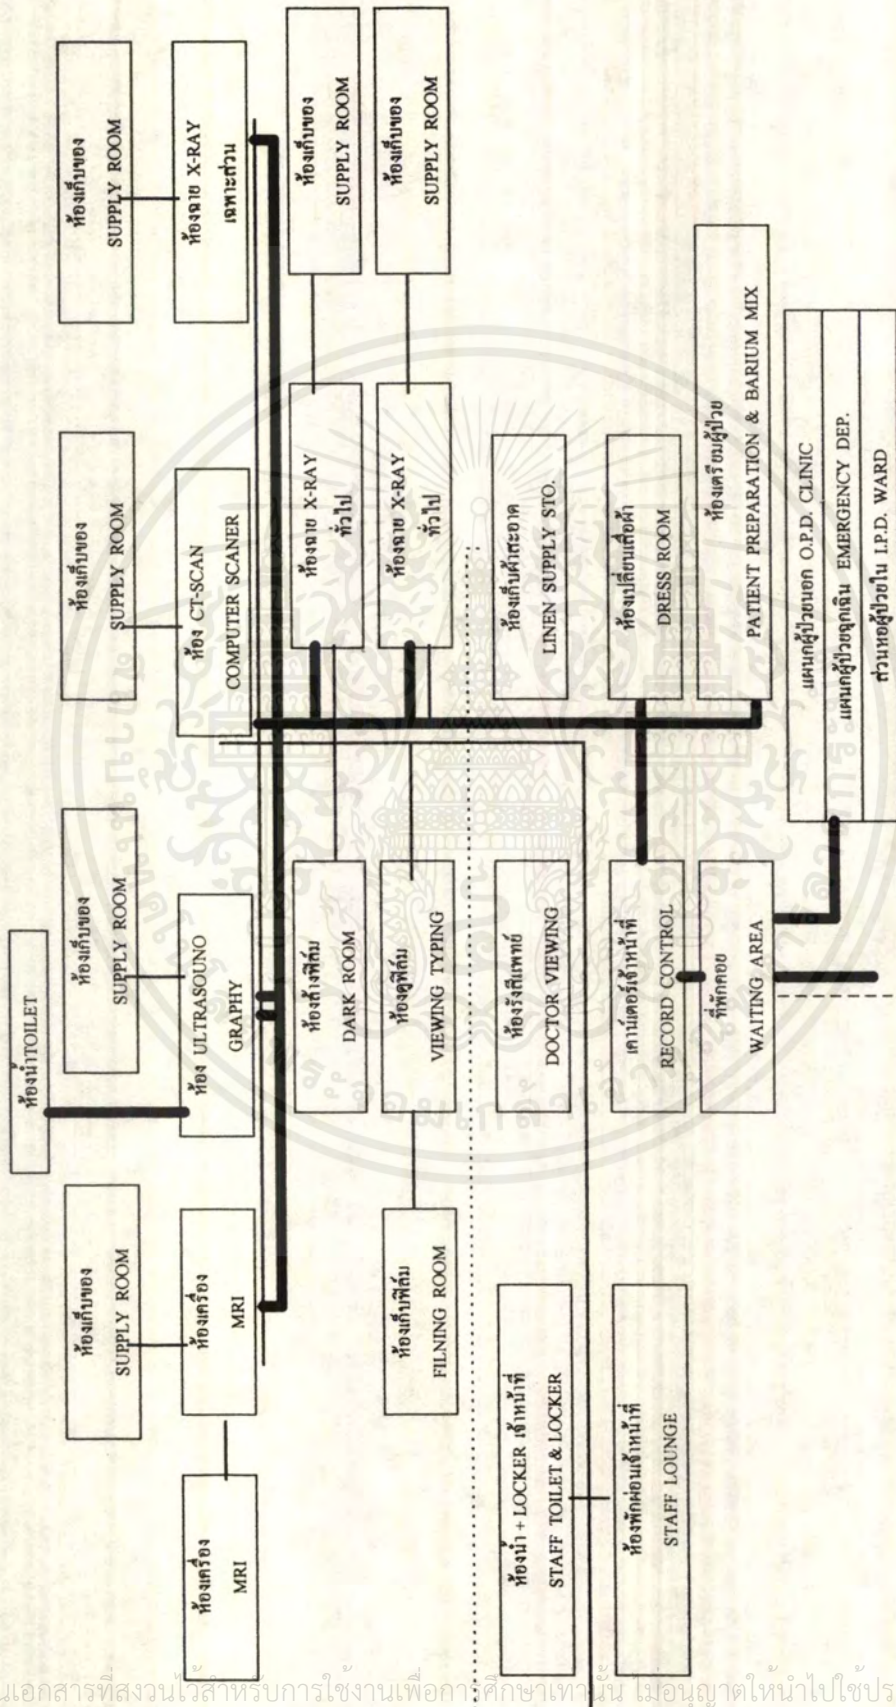 ห้องน้ำTOILET
ห้องเก็บของ
SUPPLY ROOM
ห้องเก็บของ
SUPPLY ROOM
ห้องเก็บของ
SUPPLY ROOM
ห้องเก็บของ
SUPPLY ROOM
ห้องเครื่อง
MRI
ห้องเครื่อง
MRI
ห้อง ULTRASOUNO
GRAPHY
ห้อง CT-SCAN
COMPUTER SCANER
ห้องฉาย X-RAY
เฉพาะส่วน
ห้องล้างฟิล์ม
DARK ROOM
ห้องฉาย X-RAY
ทั่วไป
ห้องเก็บของ
SUPPLY ROOM
ห้องเก็บฟิล์ม
FILNING ROOM
ห้องดูฟิล์ม
VIEWING TYPING
ห้องฉาย X-RAY
ทั่วไป
ห้องเก็บของ
SUPPLY ROOM
ห้องน้ำ + LOCKER เจ้าหน้าที่
STAFF TOILET & LOCKER
ห้องรังสีแพทย์
DOCTOR VIEWING
ห้องเก็บผ้าสะอาด
LINEN SUPPLY STO.
ห้องพักผ่อนเจ้าหน้าที่
STAFF LOUNGE
เคาน์เตอร์เจ้าหน้าที่
RECORD CONTROL
ห้องเปลี่ยนเสื้อผ้า
DRESS ROOM
ที่พักคอย
WAITING AREA
ห้องเตรียมผู้ป่วย
PATIENT PREPARATION & BARIUM MIX
แผนกผู้ป่วยนอก O.P.D. CLINIC
แผนกผู้ป่วยฉุกเฉิน EMERGENCY DEP.
ส่วนหอผู้ป่วยใน I.P.D. WARD
นเอกสารที่สงวนไว้สำหรับการใช้งานเพื่อการศึกษาเท่านั้น ไม่อนุญาตให้นำไปใช้ประ